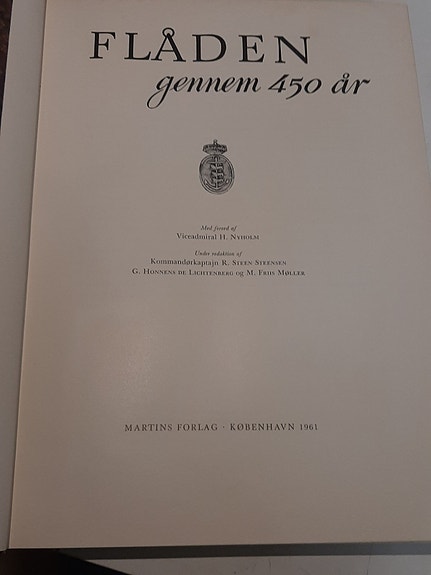 FLÅDEN
gennem 450 år
Med forord af
Viceadmiral H. Nyholm
Under redaktion af
Kommandørkaptajn R. Steen Steensen
G. Honnens de Lichtenberg og M. Friis Møller
MARTINS FORLAG · KØBENHAVN 1961